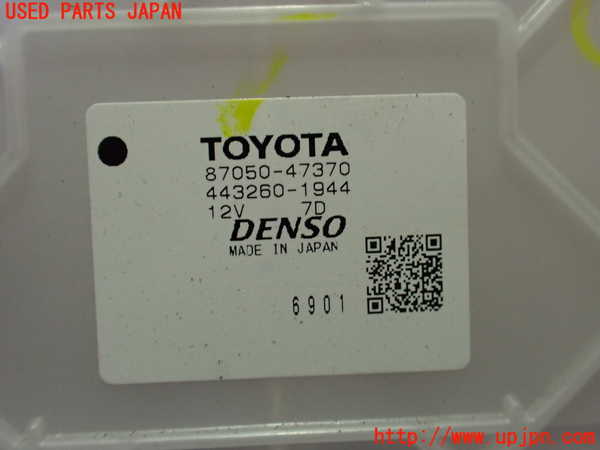 USED PARTS JAPAN
TOYOTA
87050-47370
443260-1944
12V 7D
DENSO
MADE IN JAPAN
6901
http://www.upjpn.com/